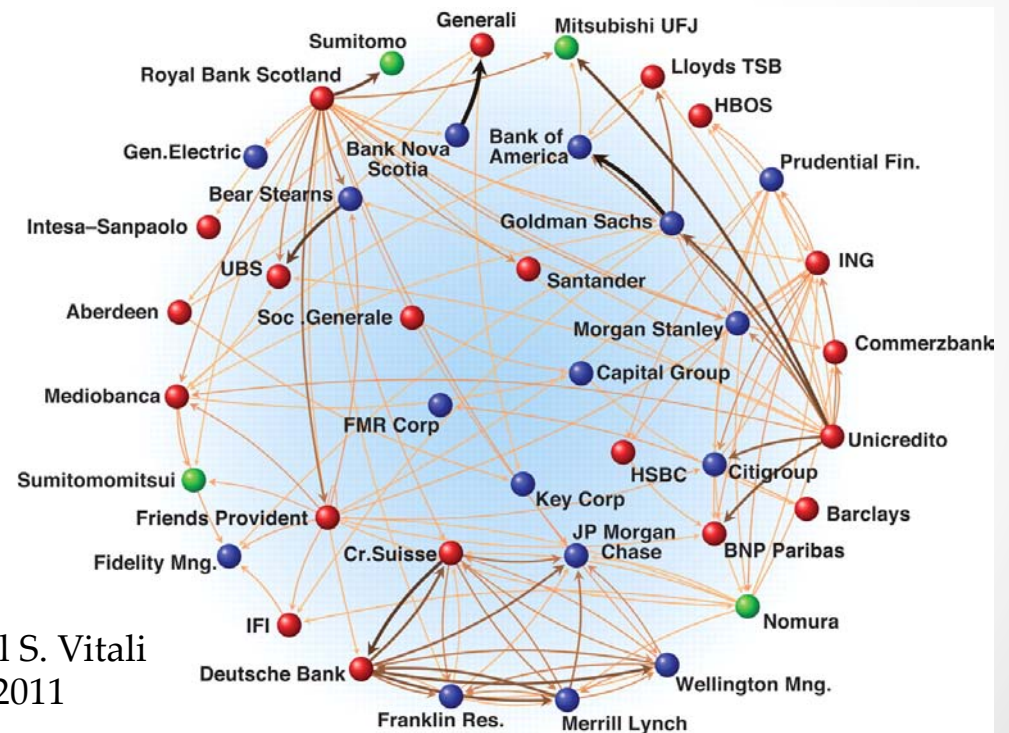 Generali
Mitsubishi UFJ
Sumitomo
Royal Bank Scotland
Lloyds TSB
HBOS
Gen.Electric
Bank Nova
Scotia
Bank of
America
Prudential Fin.
Bear Stearns
Goldman Sachs
Intesa–Sanpaolo
UBS
Santander
ING
Aberdeen
Soc .Generale
Morgan Stanley
Commerzbank
Capital Group
Mediobanca
FMR Corp
Unicredito
HSBC
Citigroup
Sumitomomitsui
Key Corp
Friends Provident
Barclays
JP Morgan
Chase
BNP Paribas
Cr.Suisse
Fidelity Mng.
Nomura
IFI
S. Vitali
2011
Deutsche Bank
Wellington Mng.
Franklin Res.
Merrill Lynch